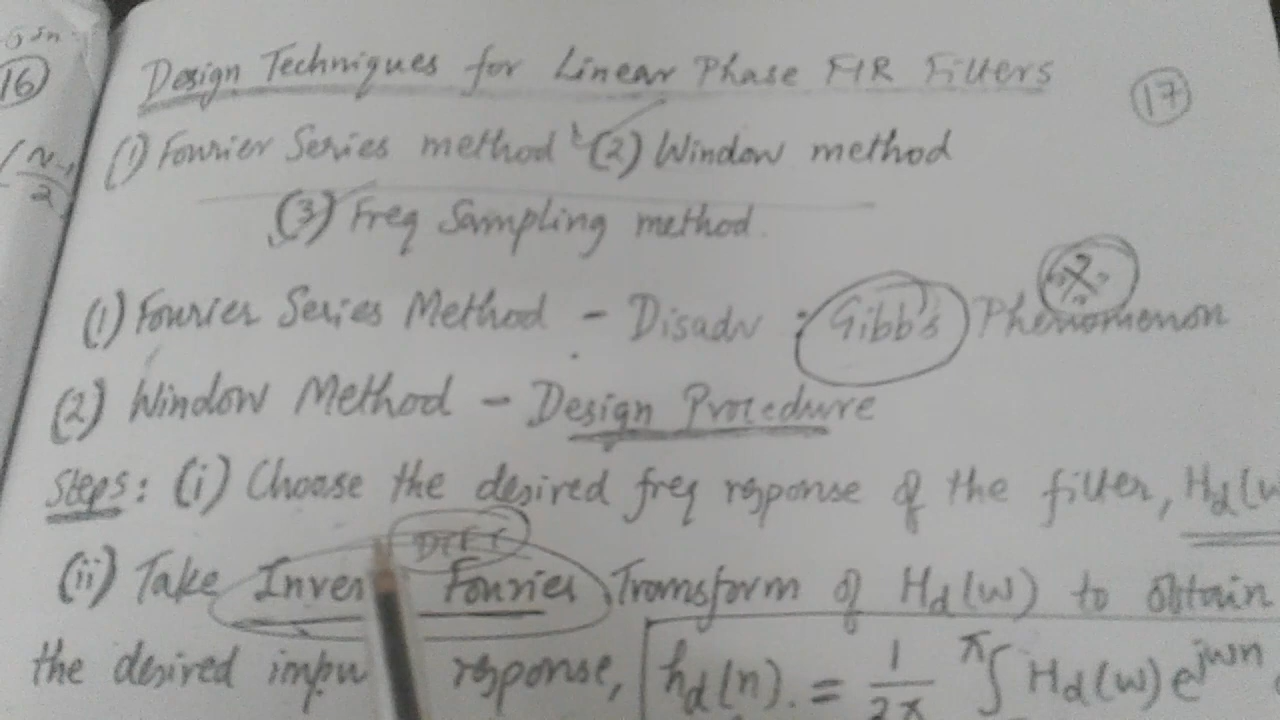 16
Design Techniques for Linear Phase FIR Filters
17
(1) Fourier Series method (2) Window method
(3) Freq Sampling method.
(1) Fourier Series Method - Disadv : Gibb's Phenomenon
(2) Window Method - Design Procedure
Steps: (i) Choose the desired freq response of the filter, Hd(w
(ii) Take Inver Fourier Transform of Hd(w) to obtain
the desired impu response, hd(n) = 1/2π π∫ Hd(w) e^jwn